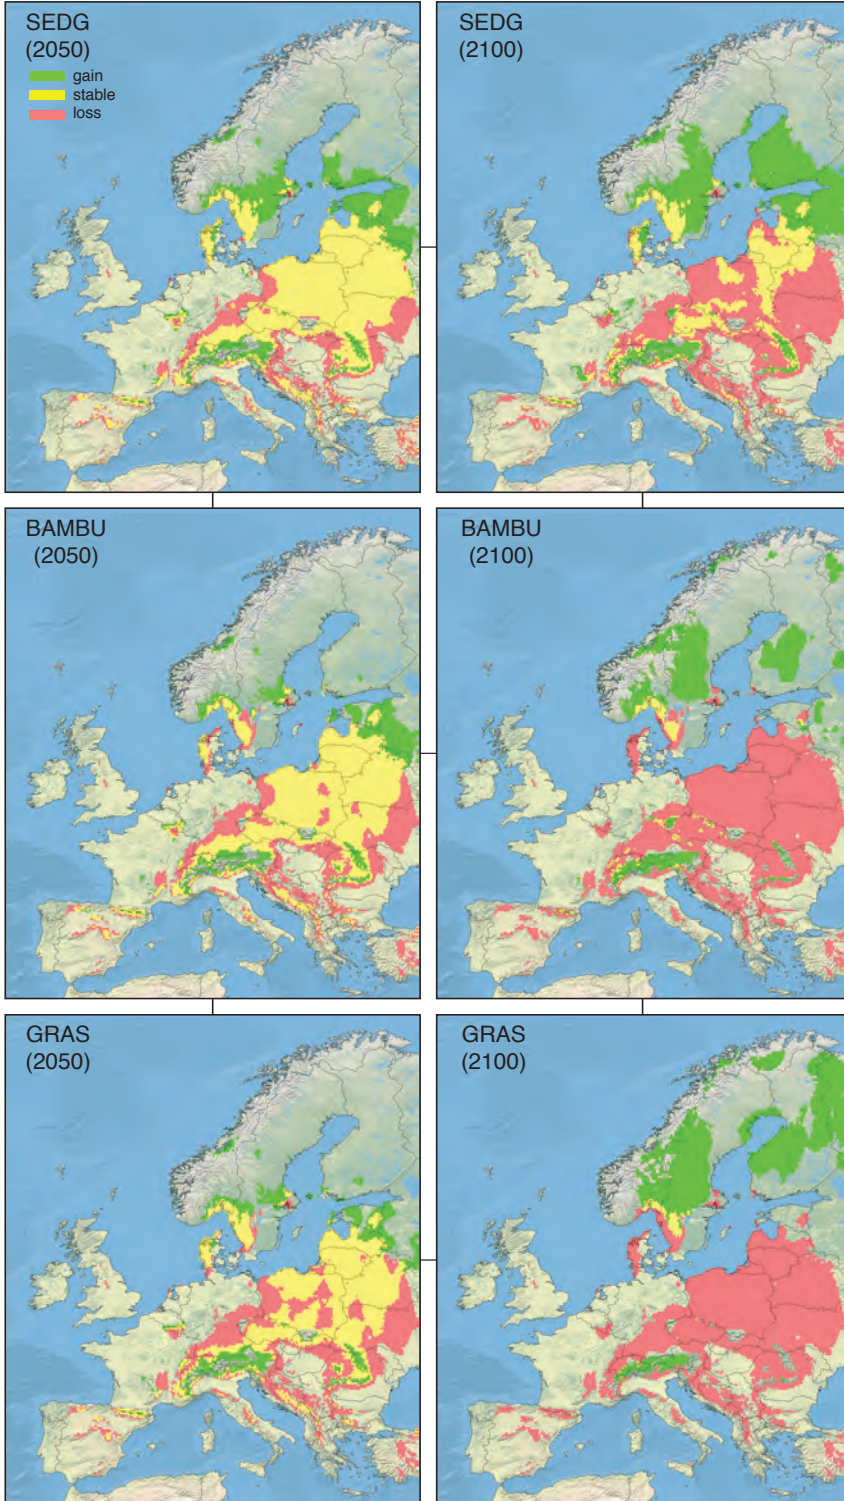 SEDG
(2050)
gain
stable
loss
SEDG
(2100)
BAMBU
(2050)
BAMBU
(2100)
GRAS
(2050)
GRAS
(2100)